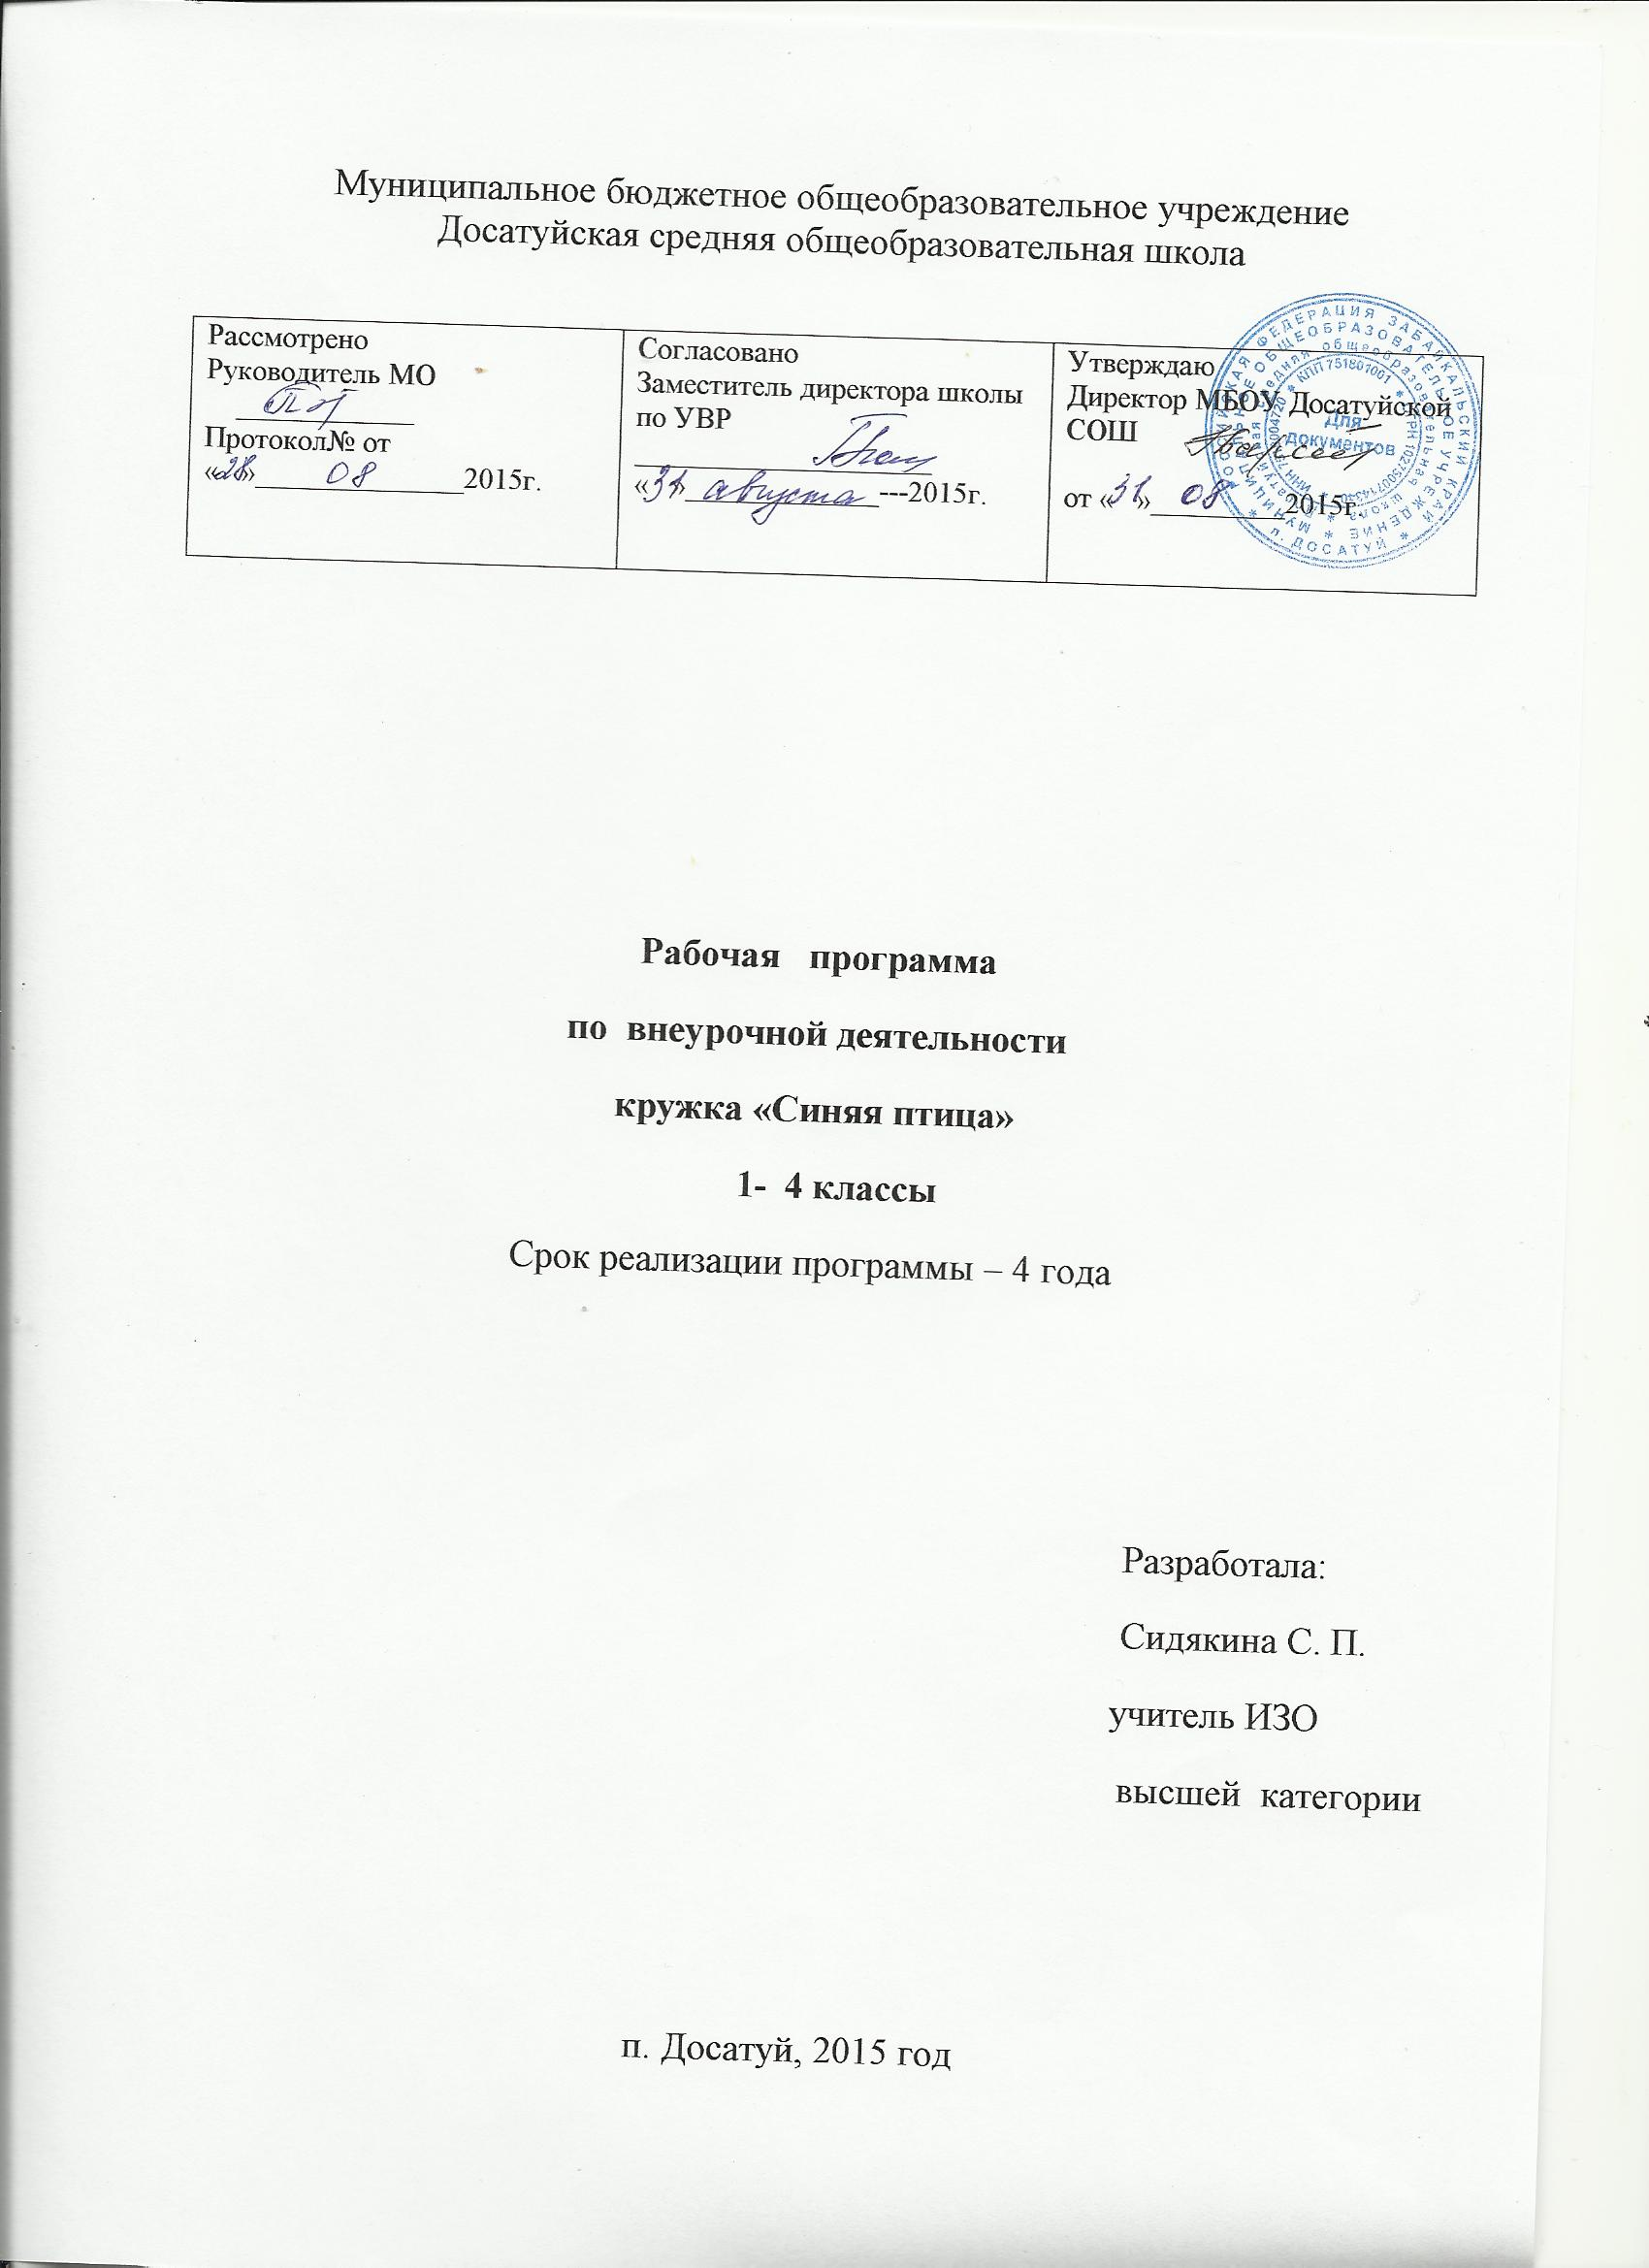 Муниципальное бюджетное общеобразовательное учреждение
Досатуйская средняя общеобразовательная школа
Рассмотрено
Руководитель МО
Протокол№ от
«28» 08 2015г.
Согласовано
Заместитель директора школы
по УВР
«31» августа ---2015г.
Утверждаю
Директор МБОУ Досатуйской
СОШ
от «31» 08 2015г.
Для
документов
п. ДОСАТУЙ
Рабочая программа
по внеурочной деятельности
кружка «Синяя птица»
1- 4 классы
Срок реализации программы – 4 года
Разработала:
Сидякина С. П.
учитель ИЗО
высшей категории
п. Досатуй, 2015 год